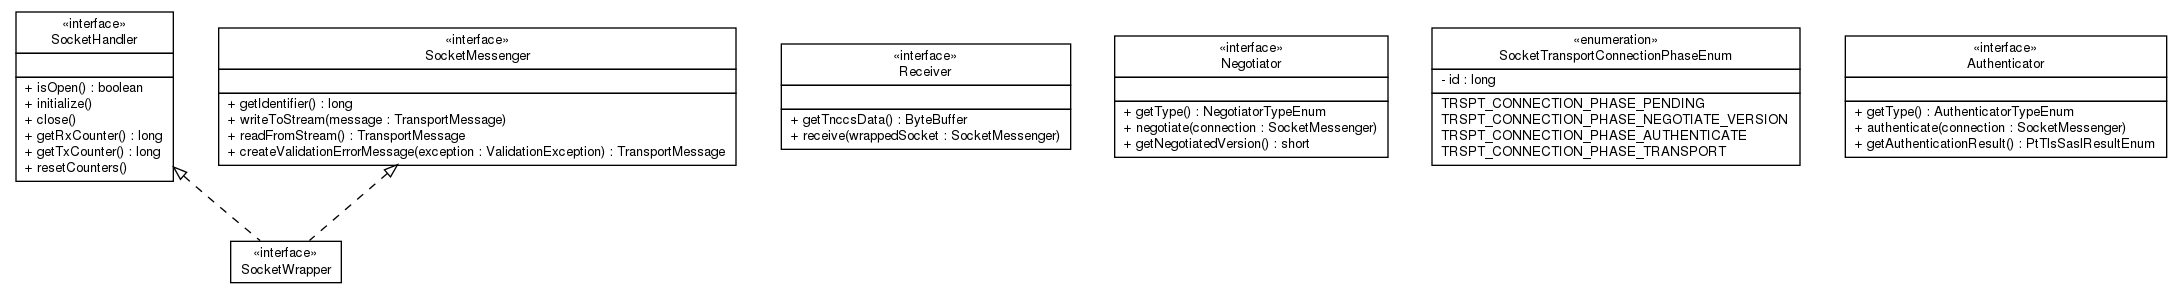 «interface»
SocketHandler
+ isOpen() : boolean
+ initialize()
+ close()
+ getRxCounter() : long
+ getTxCounter() : long
+ resetCounters()
«interface»
SocketMessenger
+ getIdentifier() : long
+ writeToStream(message : TransportMessage)
+ readFromStream() : TransportMessage
+ createValidationErrorMessage(exception : ValidationException) : TransportMessage
«interface»
Receiver
+ getTnccsData() : ByteBuffer
+ receive(wrappedSocket : SocketMessenger)
«interface»
Negotiator
+ getType() : NegotiatorTypeEnum
+ negotiate(connection : SocketMessenger)
+ getNegotiatedVersion() : short
«enumeration»
SocketTransportConnectionPhaseEnum
- id : long
TRSPT_CONNECTION_PHASE_PENDING
TRSPT_CONNECTION_PHASE_NEGOTIATE_VERSION
TRSPT_CONNECTION_PHASE_AUTHENTICATE
TRSPT_CONNECTION_PHASE_TRANSPORT
«interface»
Authenticator
+ getType() : AuthenticatorTypeEnum
+ authenticate(connection : SocketMessenger)
+ getAuthenticationResult() : PtTlsSaslResultEnum
«interface»
SocketWrapper